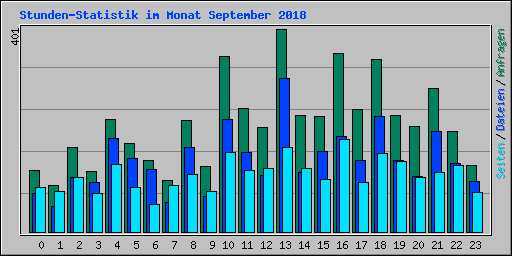 Stunden-Statistik im Monat September 2018
401
Seiten / Dateien / Anfragen
0 1 2 3 4 5 6 7 8 9 10 11 12 13 14 15 16 17 18 19 20 21 22 23